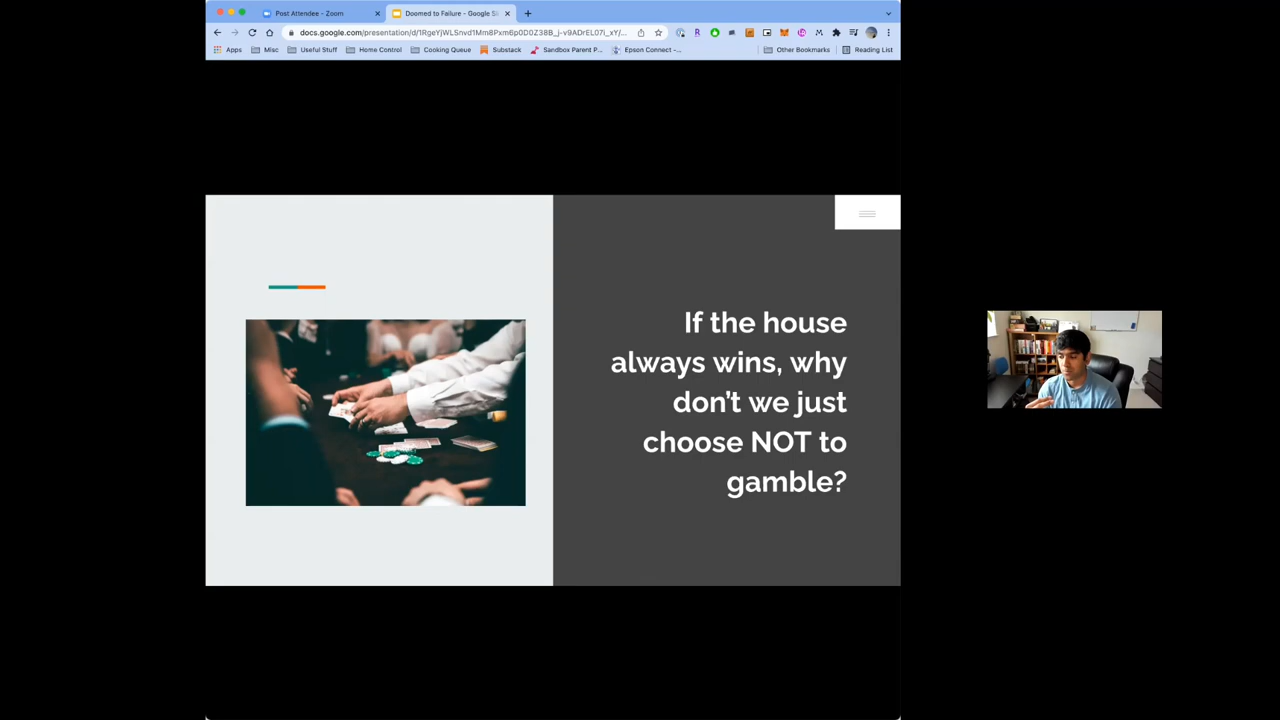 Post Attendee - Zoom
Doomed to Failure - Google Sl
docs.google.com/presentation/d/1RgeYjWLSnvd1Mm8Pxm6p0D0Z38B_j-v9ADrEL07i_xY/...
Apps Misc Useful Stuff Home Control Cooking Queue Substack Sandbox Parent P... Epson Connect -... Other Bookmarks Reading List
If the house
always wins, why
don't we just
choose NOT to
gamble?